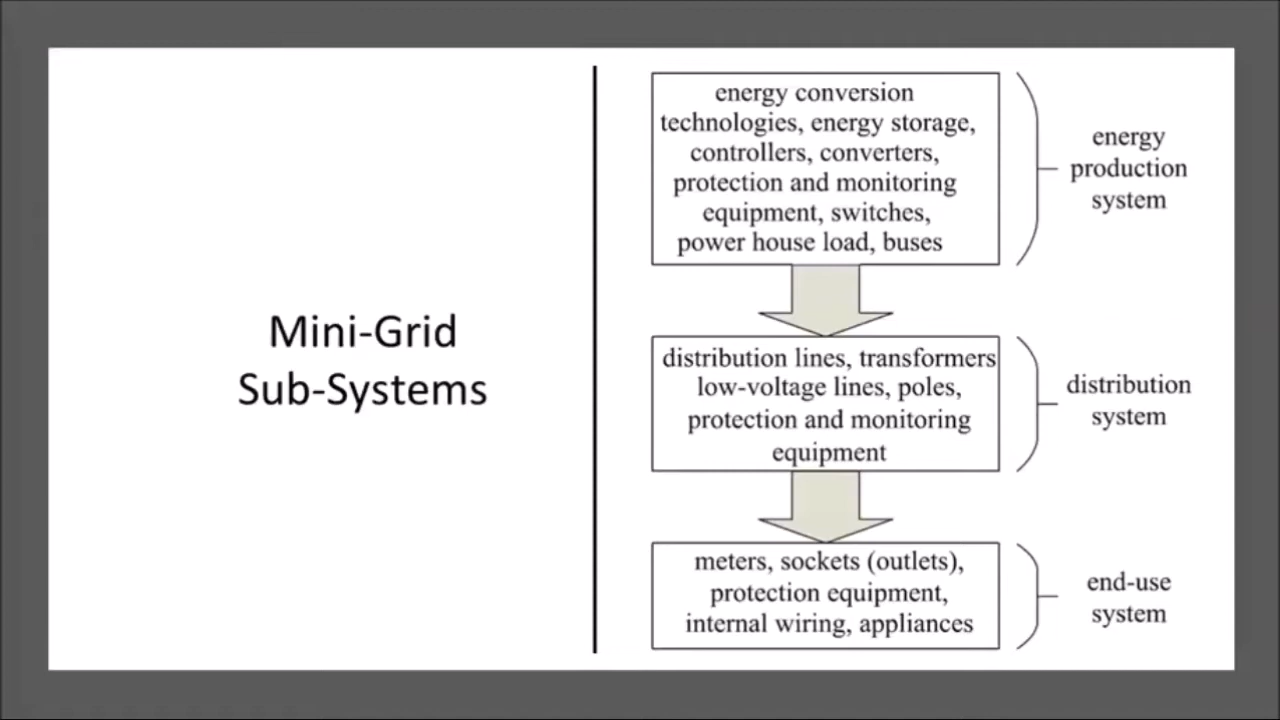 Mini-Grid
Sub-Systems
energy conversion
technologies, energy storage,
controllers, converters,
protection and monitoring
equipment, switches,
power house load, buses
energy
production
system
distribution lines, transformers
low-voltage lines, poles,
protection and monitoring
equipment
distribution
system
meters, sockets (outlets),
protection equipment,
internal wiring, appliances
end-use
system